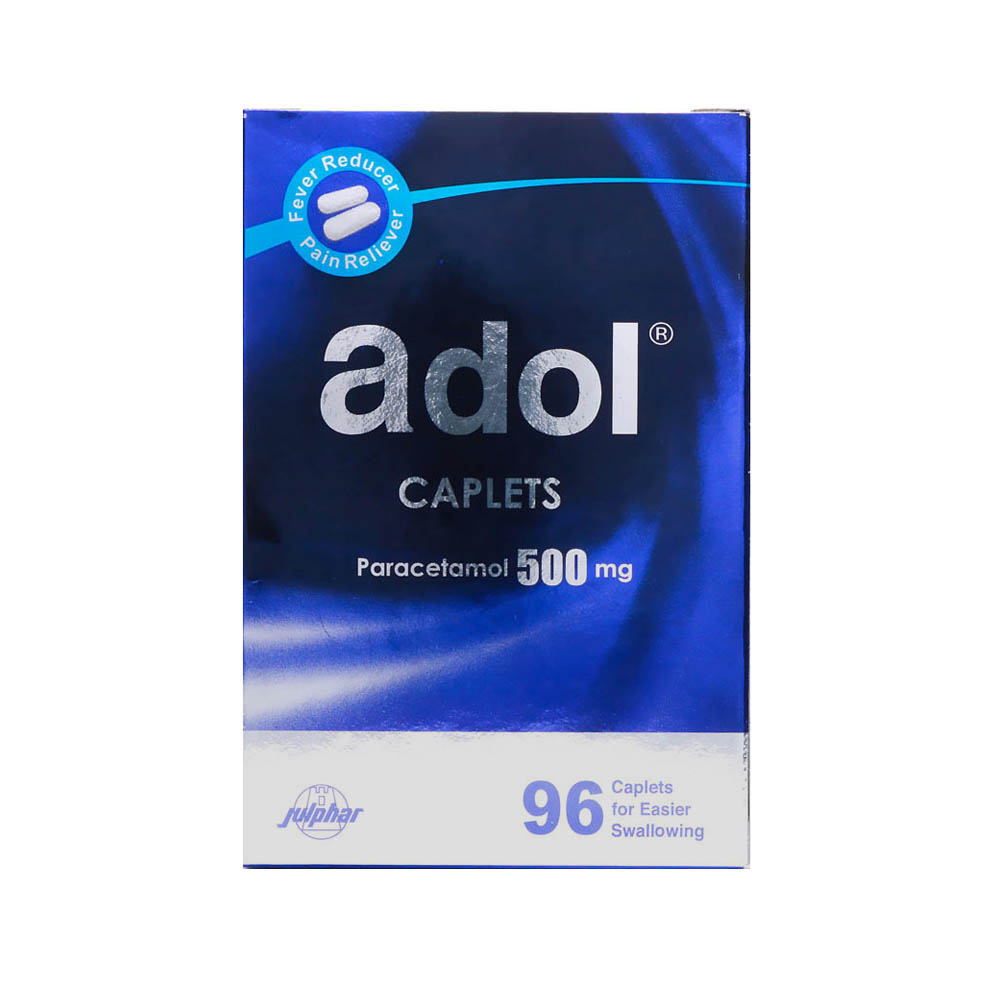 Fever Reducer
Pain Reliever
adol®
CAPLETS
Paracetamol 500 mg
julphar
96
Caplets
for Easier
Swallowing